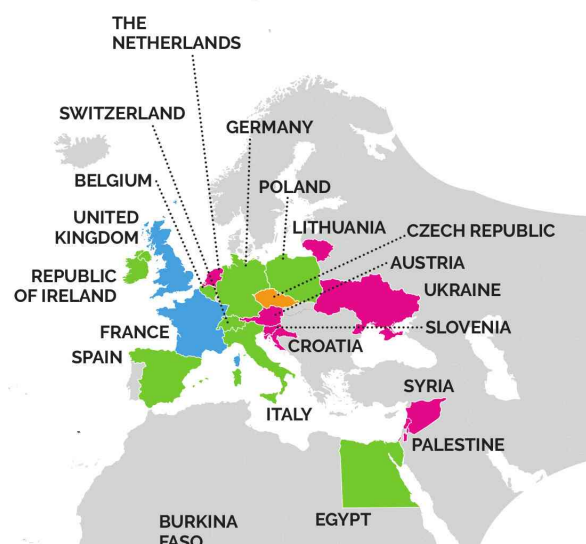 THE
NETHERLANDS
SWITZERLAND
GERMANY
BELGIUM
POLAND
UNITED
KINGDOM
LITHUANIA
CZECH REPUBLIC
AUSTRIA
REPUBLIC
OF IRELAND
UKRAINE
FRANCE
SLOVENIA
CROATIA
SPAIN
SYRIA
ITALY
PALESTINE
EGYPT
BURKINA
FASO